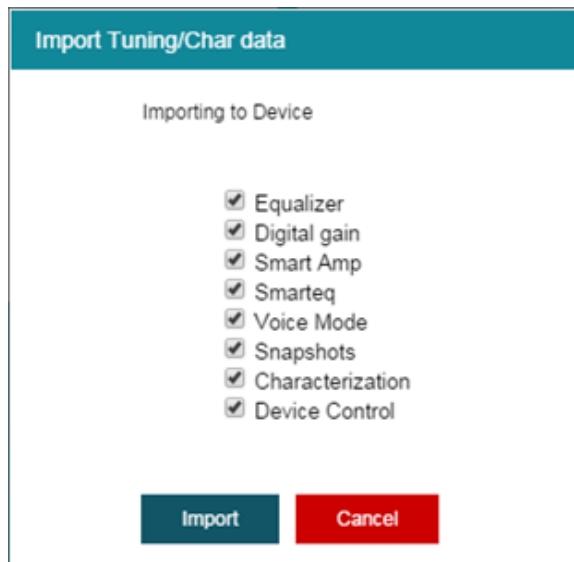 Import Tuning/Char data
Importing to Device
Equalizer
Digital gain
Smart Amp
Smarteq
Voice Mode
Snapshots
Characterization
Device Control
Import Cancel